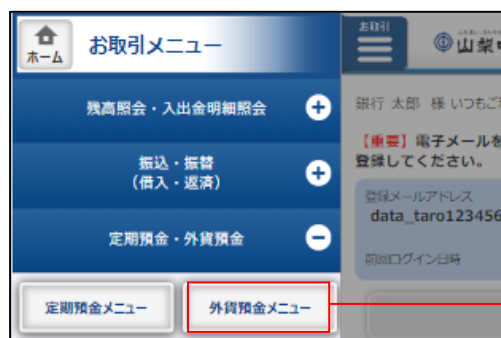 ホーム
お取引メニュー
残高照会・入出金明細照会
振込・振替
(借入・返済)
定期預金・外貨預金
定期預金メニュー
外貨預金メニュー
お取引
山梨
銀行 太郎 様 いつもご
【重要】電子メールを
登録してください。
登録メールアドレス
data_taro123456
前回ログイン日時